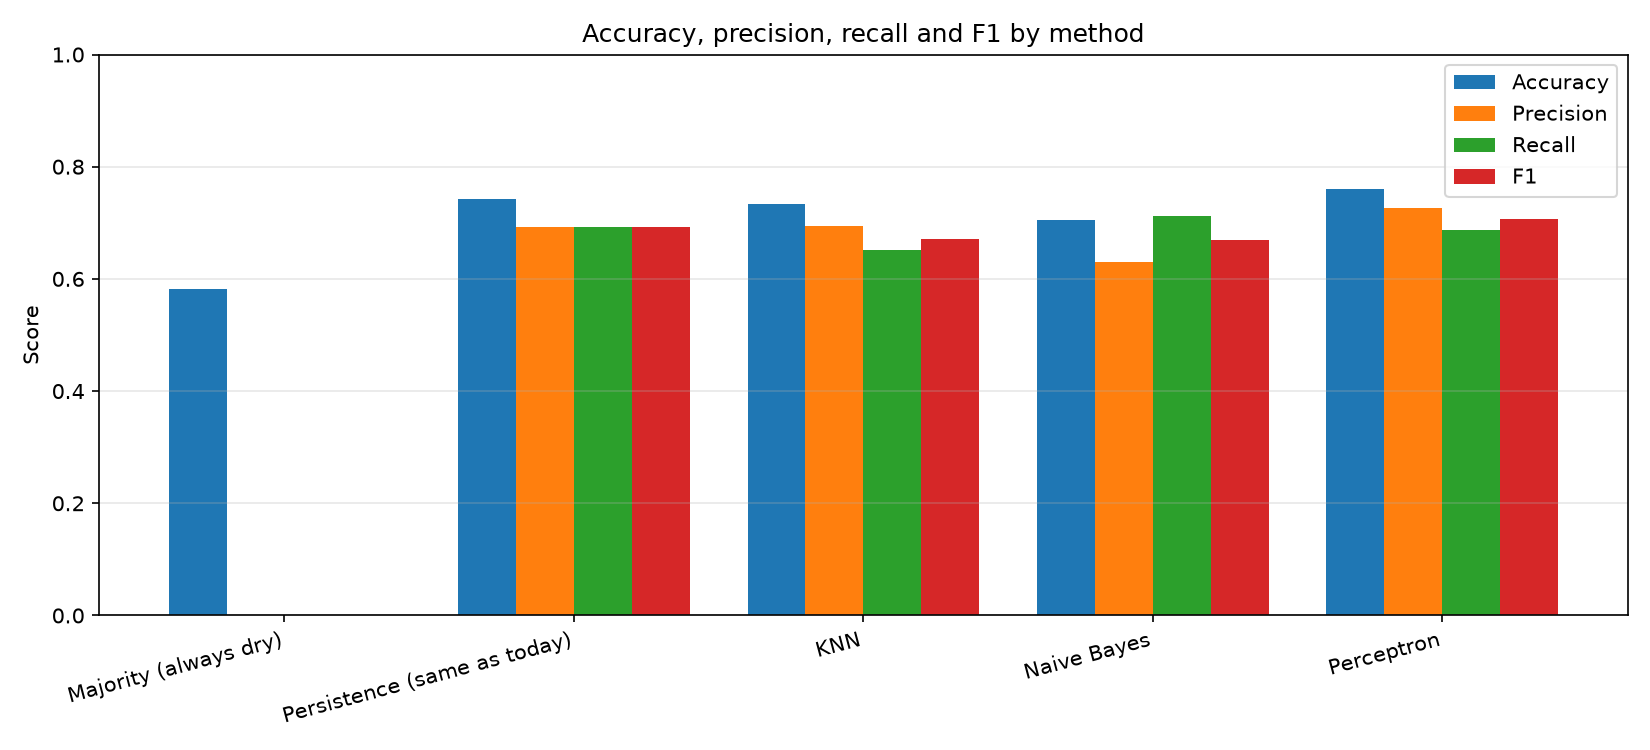 Accuracy, precision, recall and F1 by method
1.0
0.8
0.6
0.4
0.2
0.0
Score
Accuracy
Precision
Recall
F1
Majority (always dry)
Persistence (same as today)
KNN
Naive Bayes
Perceptron